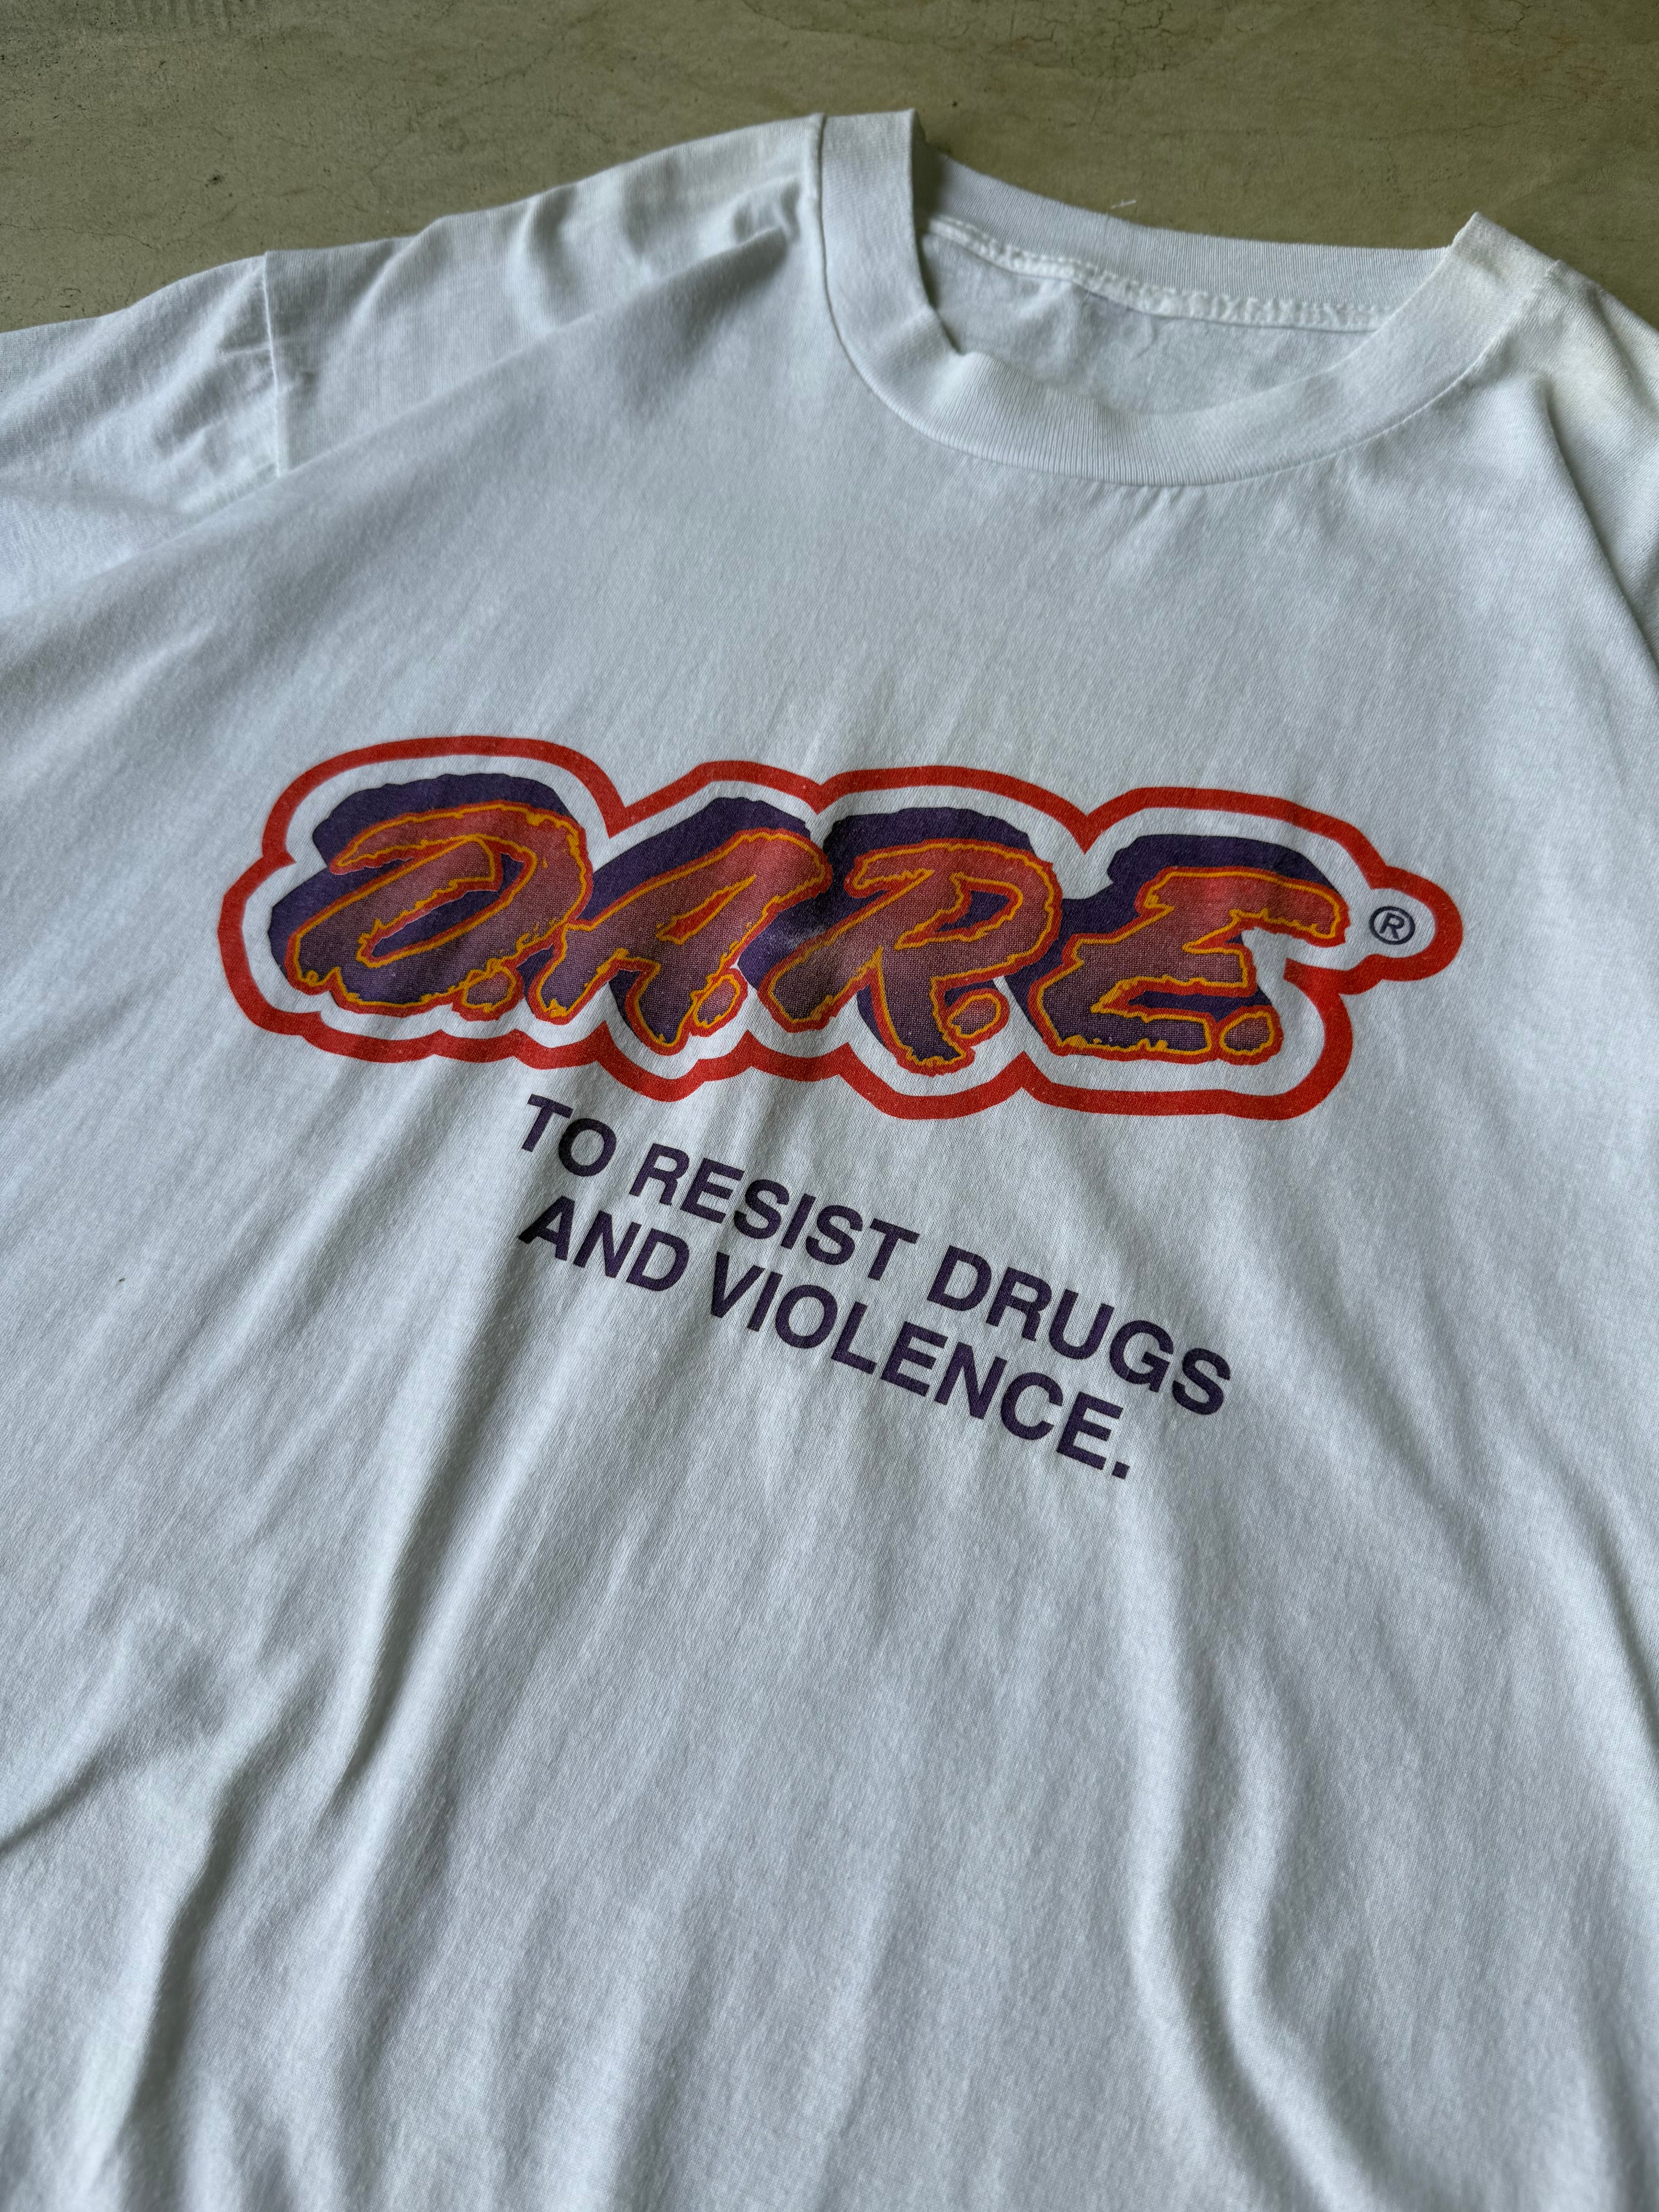 D.A.R.E.®
TO RESIST DRUGS
AND VIOLENCE.